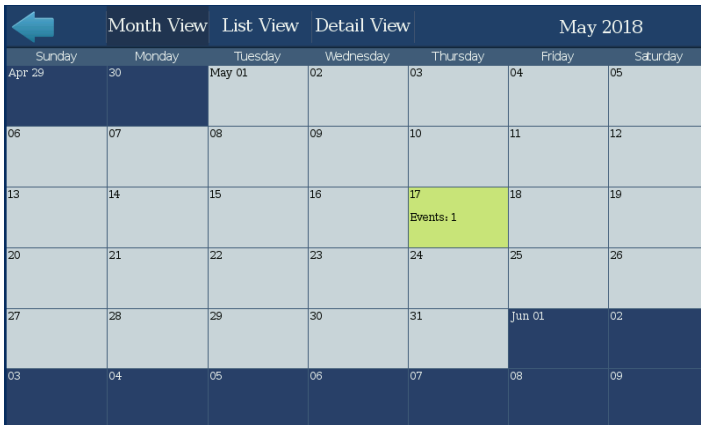 Month View List View Detail View May 2018
Sunday Monday Tuesday Wednesday Thursday Friday Saturday
Apr 29 30 May 01 02 03 04 05
06 07 08 09 10 11 12
13 14 15 16 17 18 19
Events: 1
20 21 22 23 24 25 26
27 28 29 30 31 Jun 01 02
03 04 05 06 07 08 09